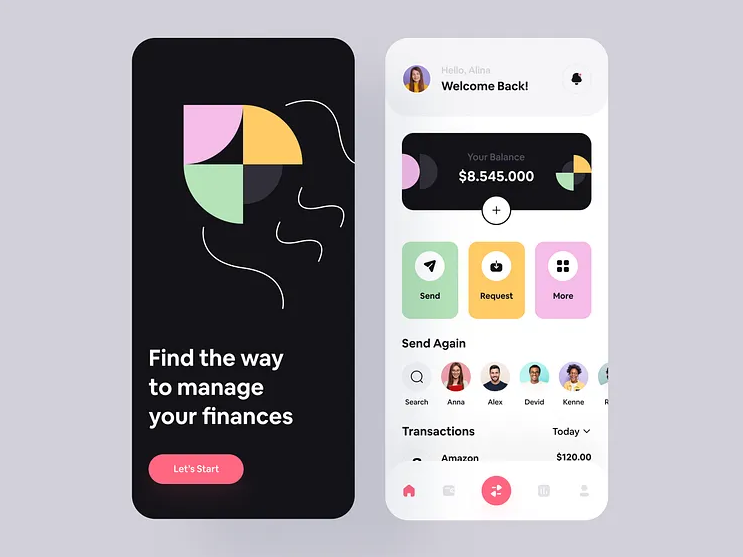 Find the way
to manage
your finances
Let's Start
Hello, Alina
Welcome Back!
Your Balance
$8.545.000
Send
Request
More
Send Again
Search
Anna
Alex
Devid
Kenne
Transactions
Today
Amazon
$120.00